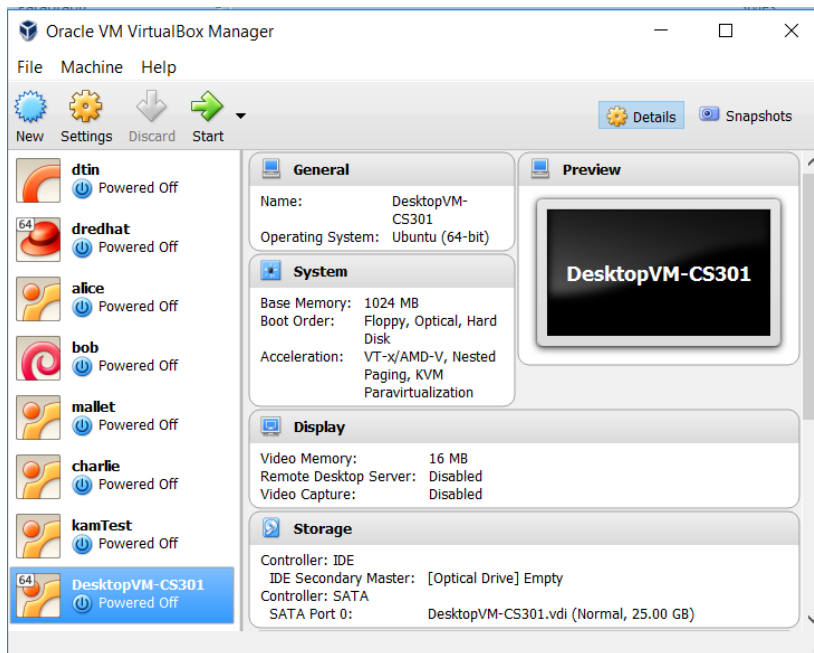 Oracle VM VirtualBox Manager
File Machine Help
New Settings Discard Start
Details Snapshots
dtin
Powered Off
64
dredhat
Powered Off
alice
Powered Off
bob
Powered Off
mallet
Powered Off
charlie
Powered Off
kamTest
Powered Off
64
DesktopVM-CS301
Powered Off
General
Name: DesktopVM-
CS301
Operating System: Ubuntu (64-bit)
System
Base Memory: 1024 MB
Boot Order: Floppy, Optical, Hard
Disk
Acceleration: VT-x/AMD-V, Nested
Paging, KVM
Paravirtualization
Preview
DesktopVM-CS301
Display
Video Memory: 16 MB
Remote Desktop Server: Disabled
Video Capture: Disabled
Storage
Controller: IDE
IDE Secondary Master: [Optical Drive] Empty
Controller: SATA
SATA Port 0: DesktopVM-CS301.vdi (Normal, 25.00 GB)